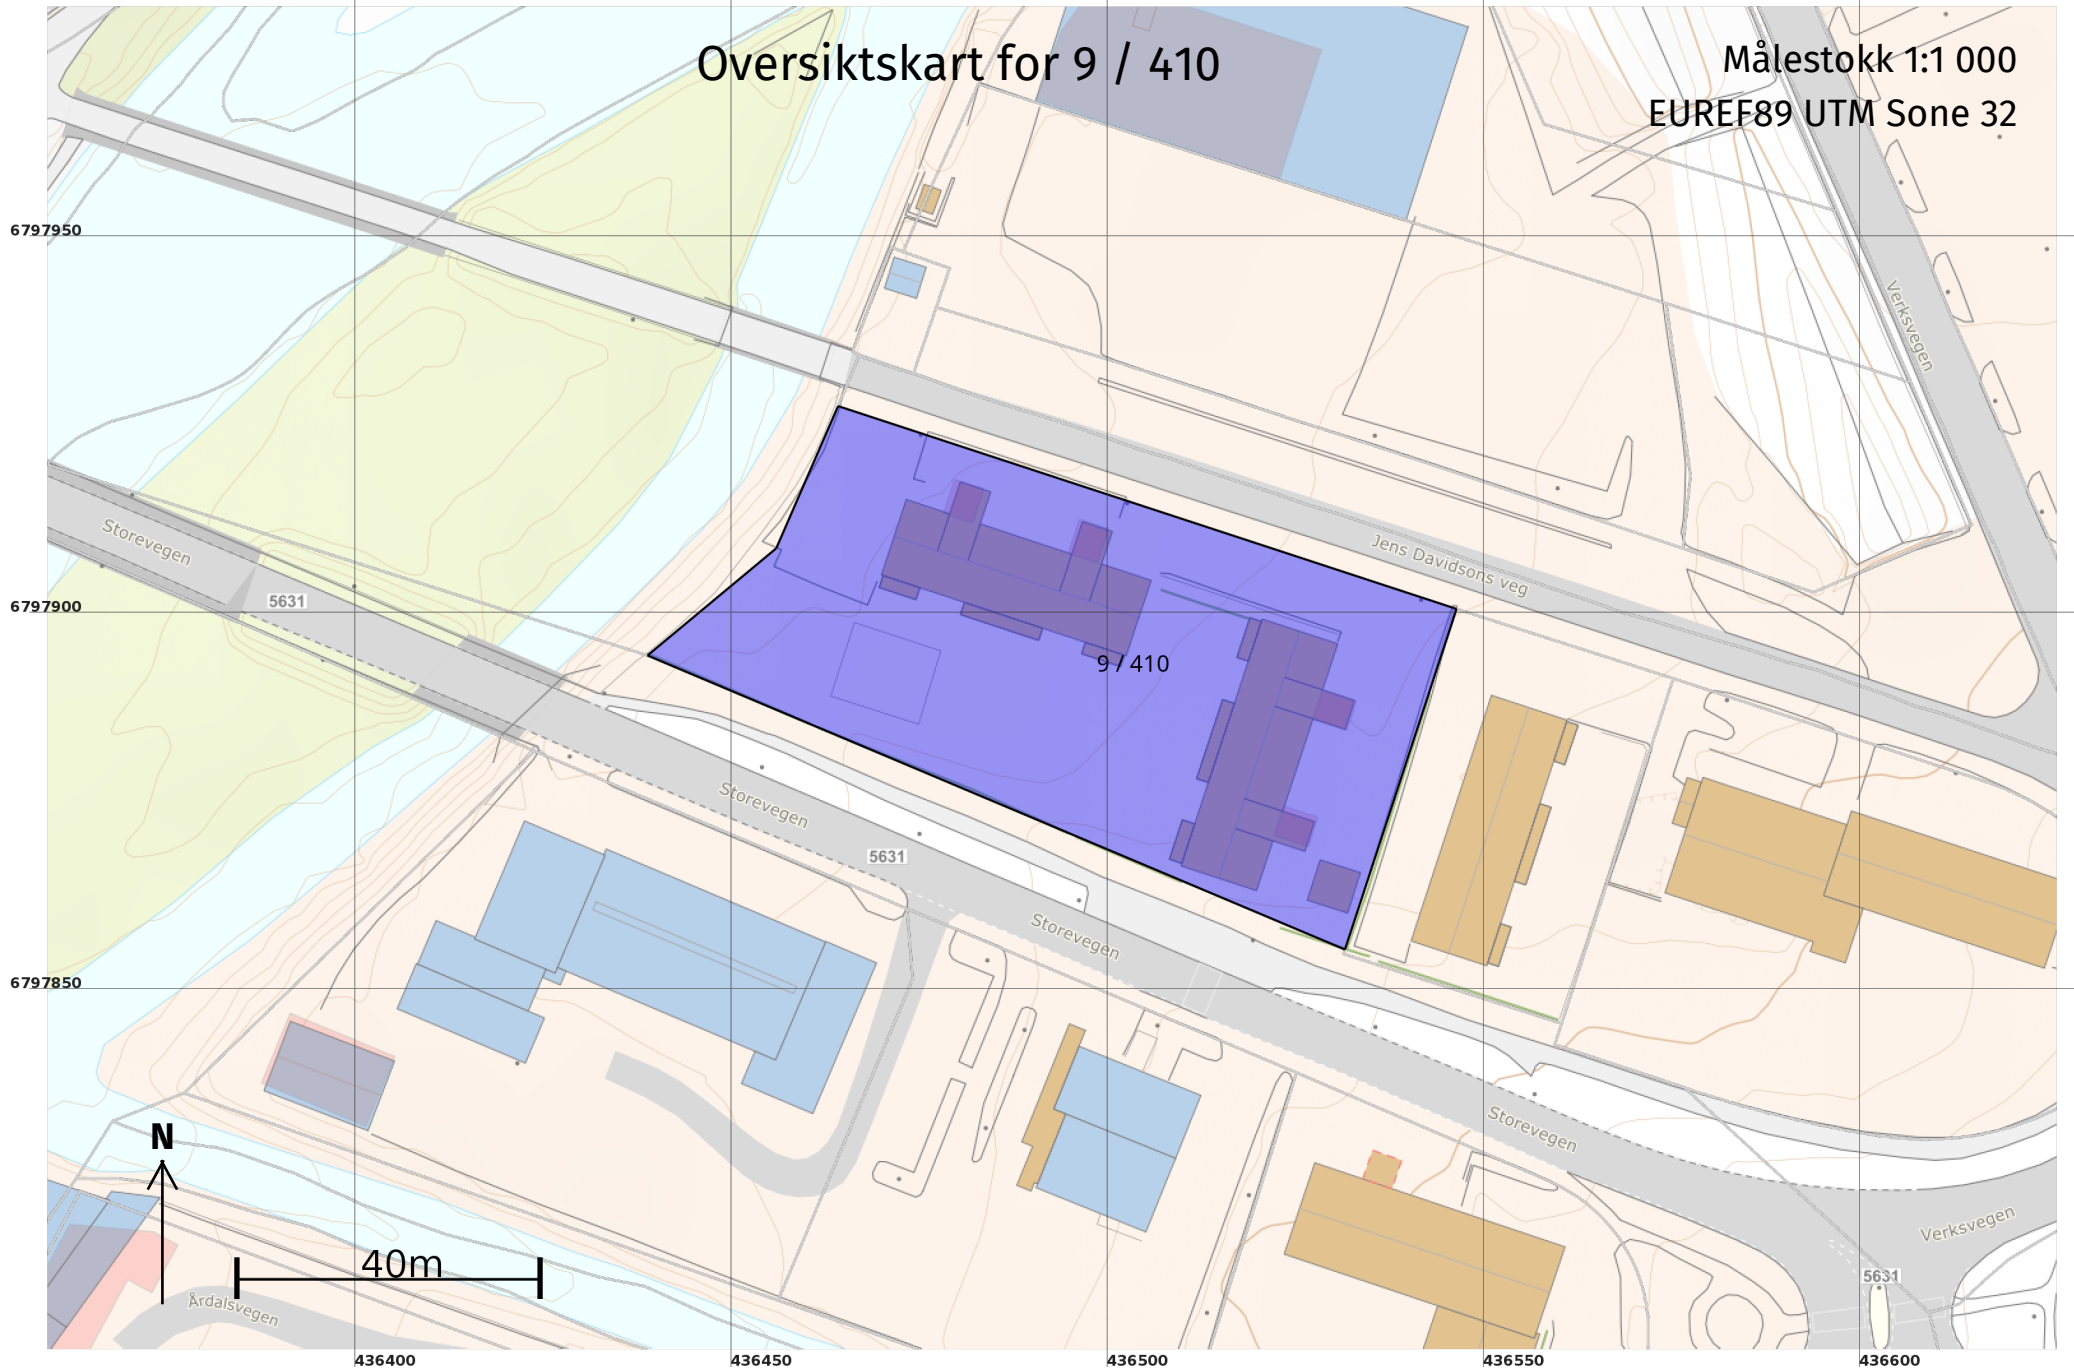 Oversiktskart for 9 / 410
Målestokk 1:1 000
EUREF89 UTM Sone 32
6797950
Verksvegen
Storevegen
Jens Davidsons veg
5631
6797900
9 / 410
Storevegen
5631
Storevegen
6797850
Storevegen
N
Verksvegen
40m
5631
Årdalsvegen
436400
436450
436500
436550
436600